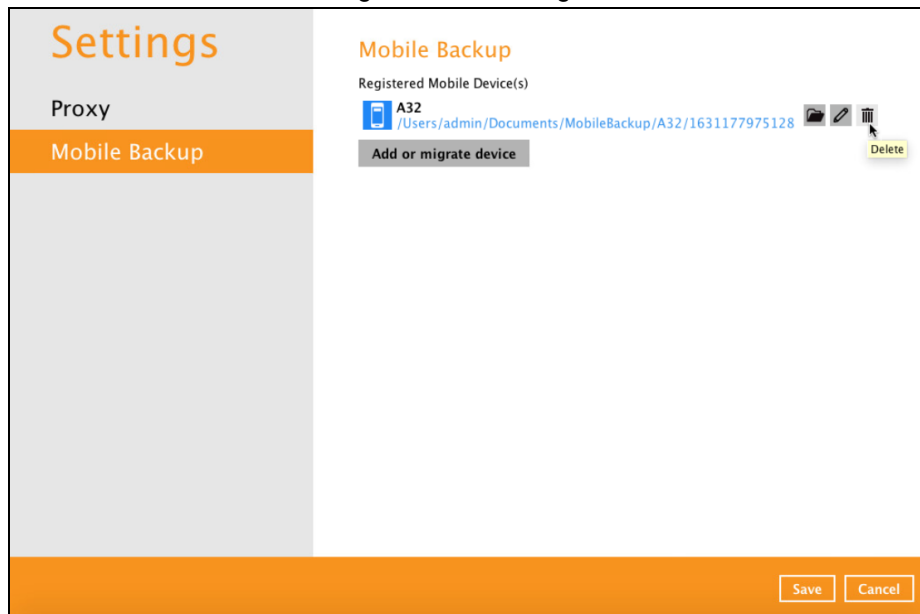 Settings
Proxy
Mobile Backup
Mobile Backup
Registered Mobile Device(s)
A32
/Users/admin/Documents/MobileBackup/A32/1631177975128
Delete
Add or migrate device
Save
Cancel